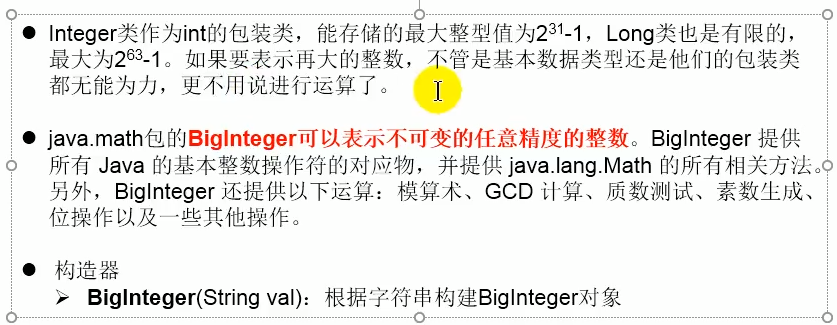 ● Integer类作为int的包装类，能存储的最大整型值为2³¹-1，Long类也是有限的，
最大为2⁶³-1。如果要表示再大的整数，不管是基本数据类型还是他们的包装类
都无能为力，更不用说进行运算了。
● java.math包的BigInteger可以表示不可变的任意精度的整数。BigInteger 提供
所有 Java 的基本整数操作符的对应物，并提供 java.lang.Math 的所有相关方法。
另外，BigInteger 还提供以下运算：模算术、GCD 计算、质数测试、素数生成、
位操作以及一些其他操作。
● 构造器
➢ BigInteger(String val)：根据字符串构建BigInteger对象